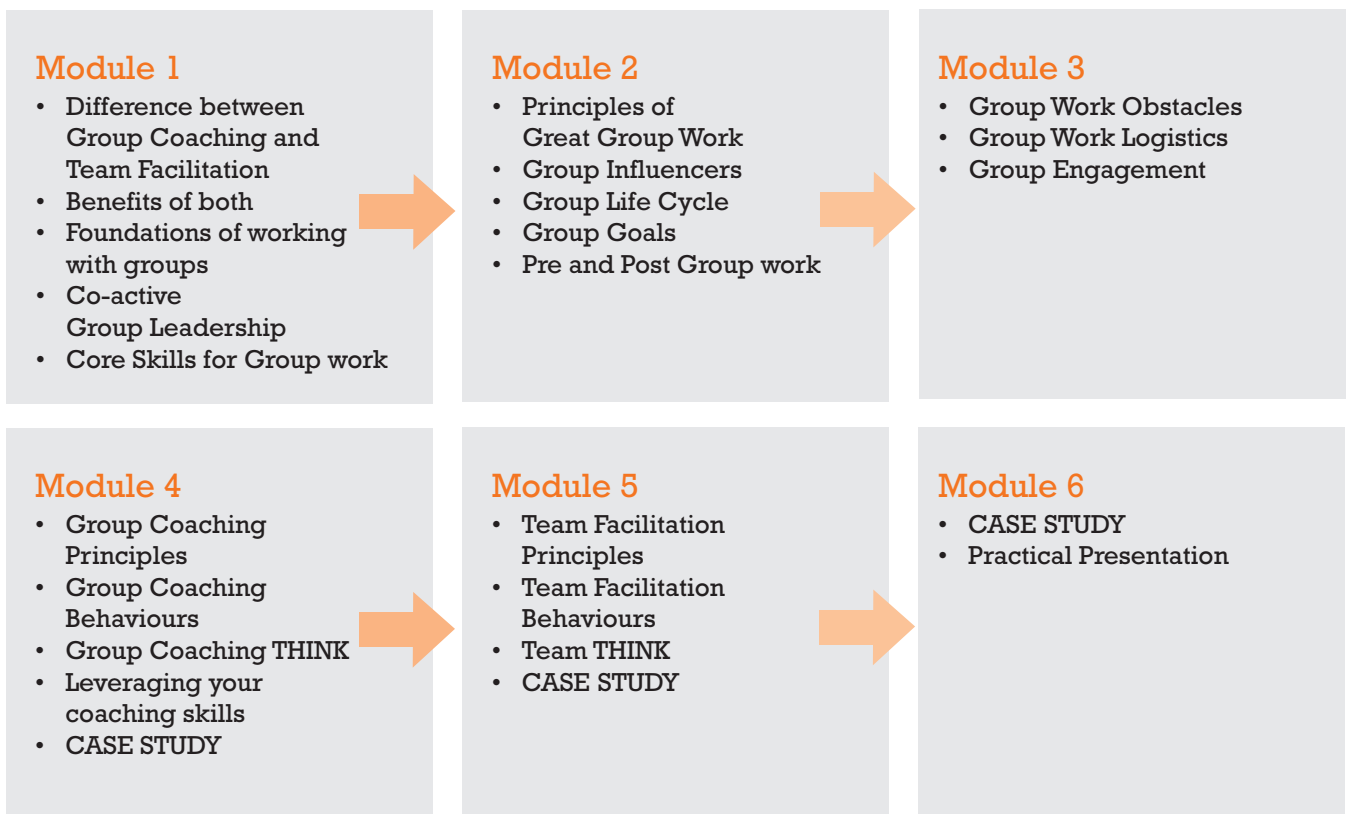 Module 1
• Difference between
Group Coaching and
Team Facilitation
• Benefits of both
• Foundations of working
with groups
• Co-active
Group Leadership
• Core Skills for Group work
Module 2
• Principles of
Great Group Work
• Group Influencers
• Group Life Cycle
• Group Goals
• Pre and Post Group work
Module 3
• Group Work Obstacles
• Group Work Logistics
• Group Engagement
Module 4
• Group Coaching
Principles
• Group Coaching
Behaviours
• Group Coaching THINK
• Leveraging your
coaching skills
• CASE STUDY
Module 5
• Team Facilitation
Principles
• Team Facilitation
Behaviours
• Team THINK
• CASE STUDY
Module 6
• CASE STUDY
• Practical Presentation